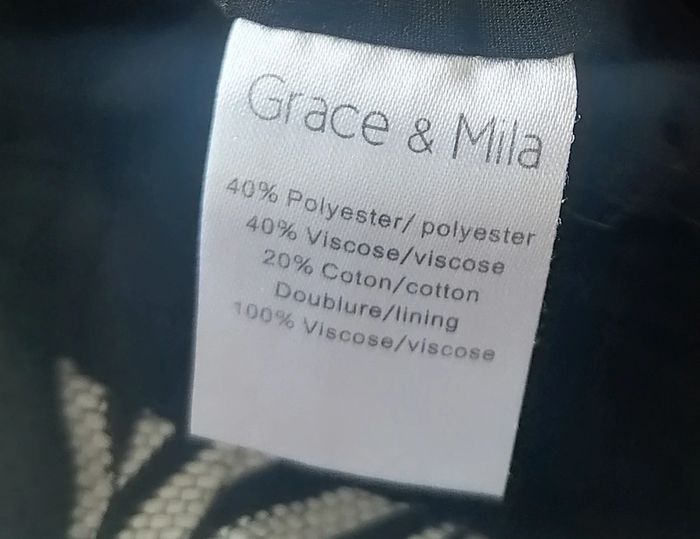 Grace & Mila
40% Polyester/ polyester
40% Viscose/viscose
20% Coton/cotton
Doublure/lining
100% Viscose/viscose